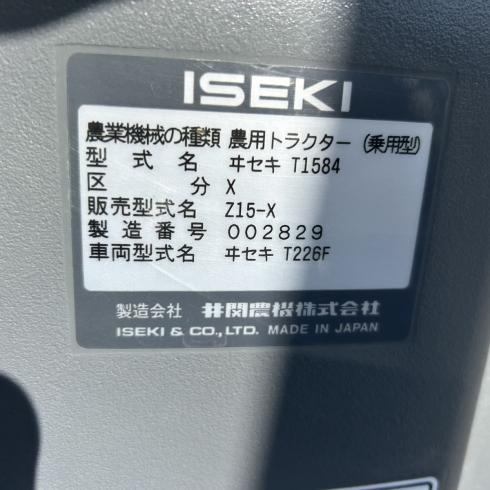 ISEKI
農業機械の種類 農用トラクター (乗用型)
型式名 ヰセキ T1584
区分 X
販売型式名 Z15-X
製造番号 002829
車両型式名 ヰセキ T226F
製造会社 井関農機株式会社
ISEKI & CO., LTD. MADE IN JAPAN